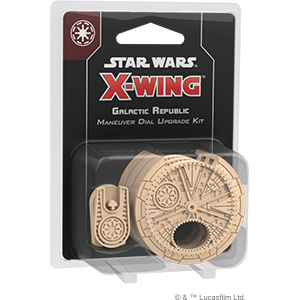 STAR WARS
X-WING
GALACTIC REPUBLIC
MANEUVER DIAL UPGRADE KIT
© & ™ Lucasfilm Ltd.